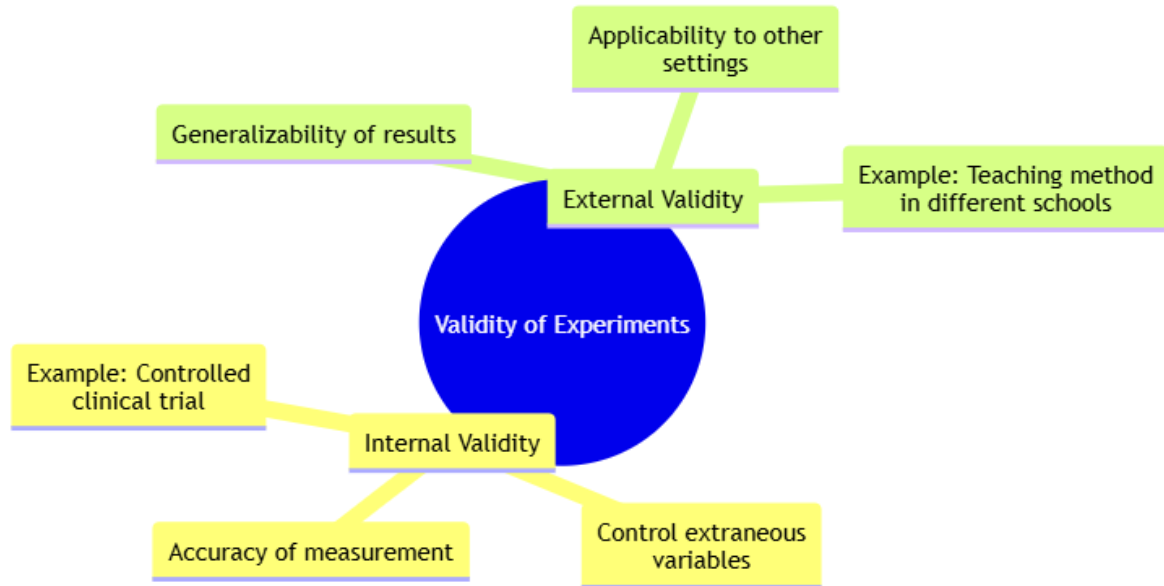 Applicability to other
settings
Generalizability of results
Example: Teaching method
in different schools
External Validity
Validity of Experiments
Example: Controlled
clinical trial
Internal Validity
Accuracy of measurement
Control extraneous
variables